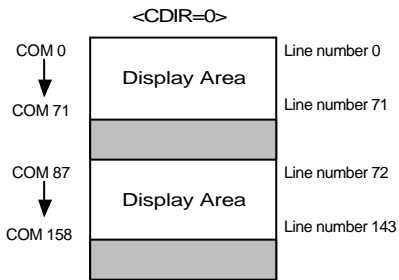 <CDIR=0>
COM 0 Line number 0
Display Area
COM 71 Line number 71
COM 87 Line number 72
Display Area
COM 158 Line number 143